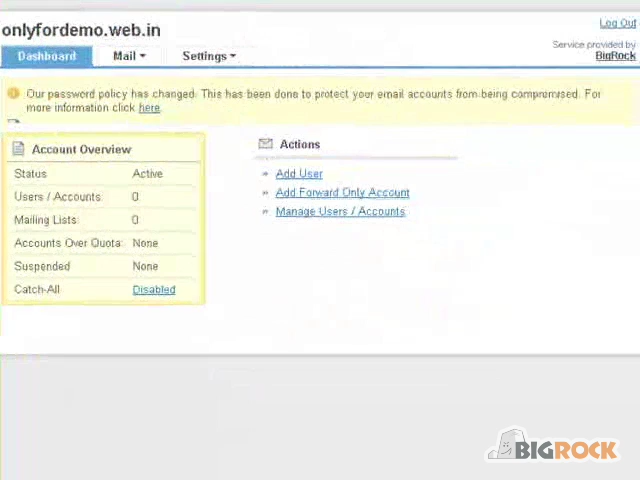 onlyfordemo.web.in
Log Out
Service provided by
BigRock
Dashboard Mail Settings
Our password policy has changed. This has been done to protect your email accounts from being compromised. For
more information click here.
Account Overview
Status Active
Users / Accounts 0
Mailing Lists: 0
Accounts Over Quota: None
Suspended None
Catch-All Disabled
Actions
» Add User
» Add Forward Only Account
» Manage Users / Accounts
BIGROCK